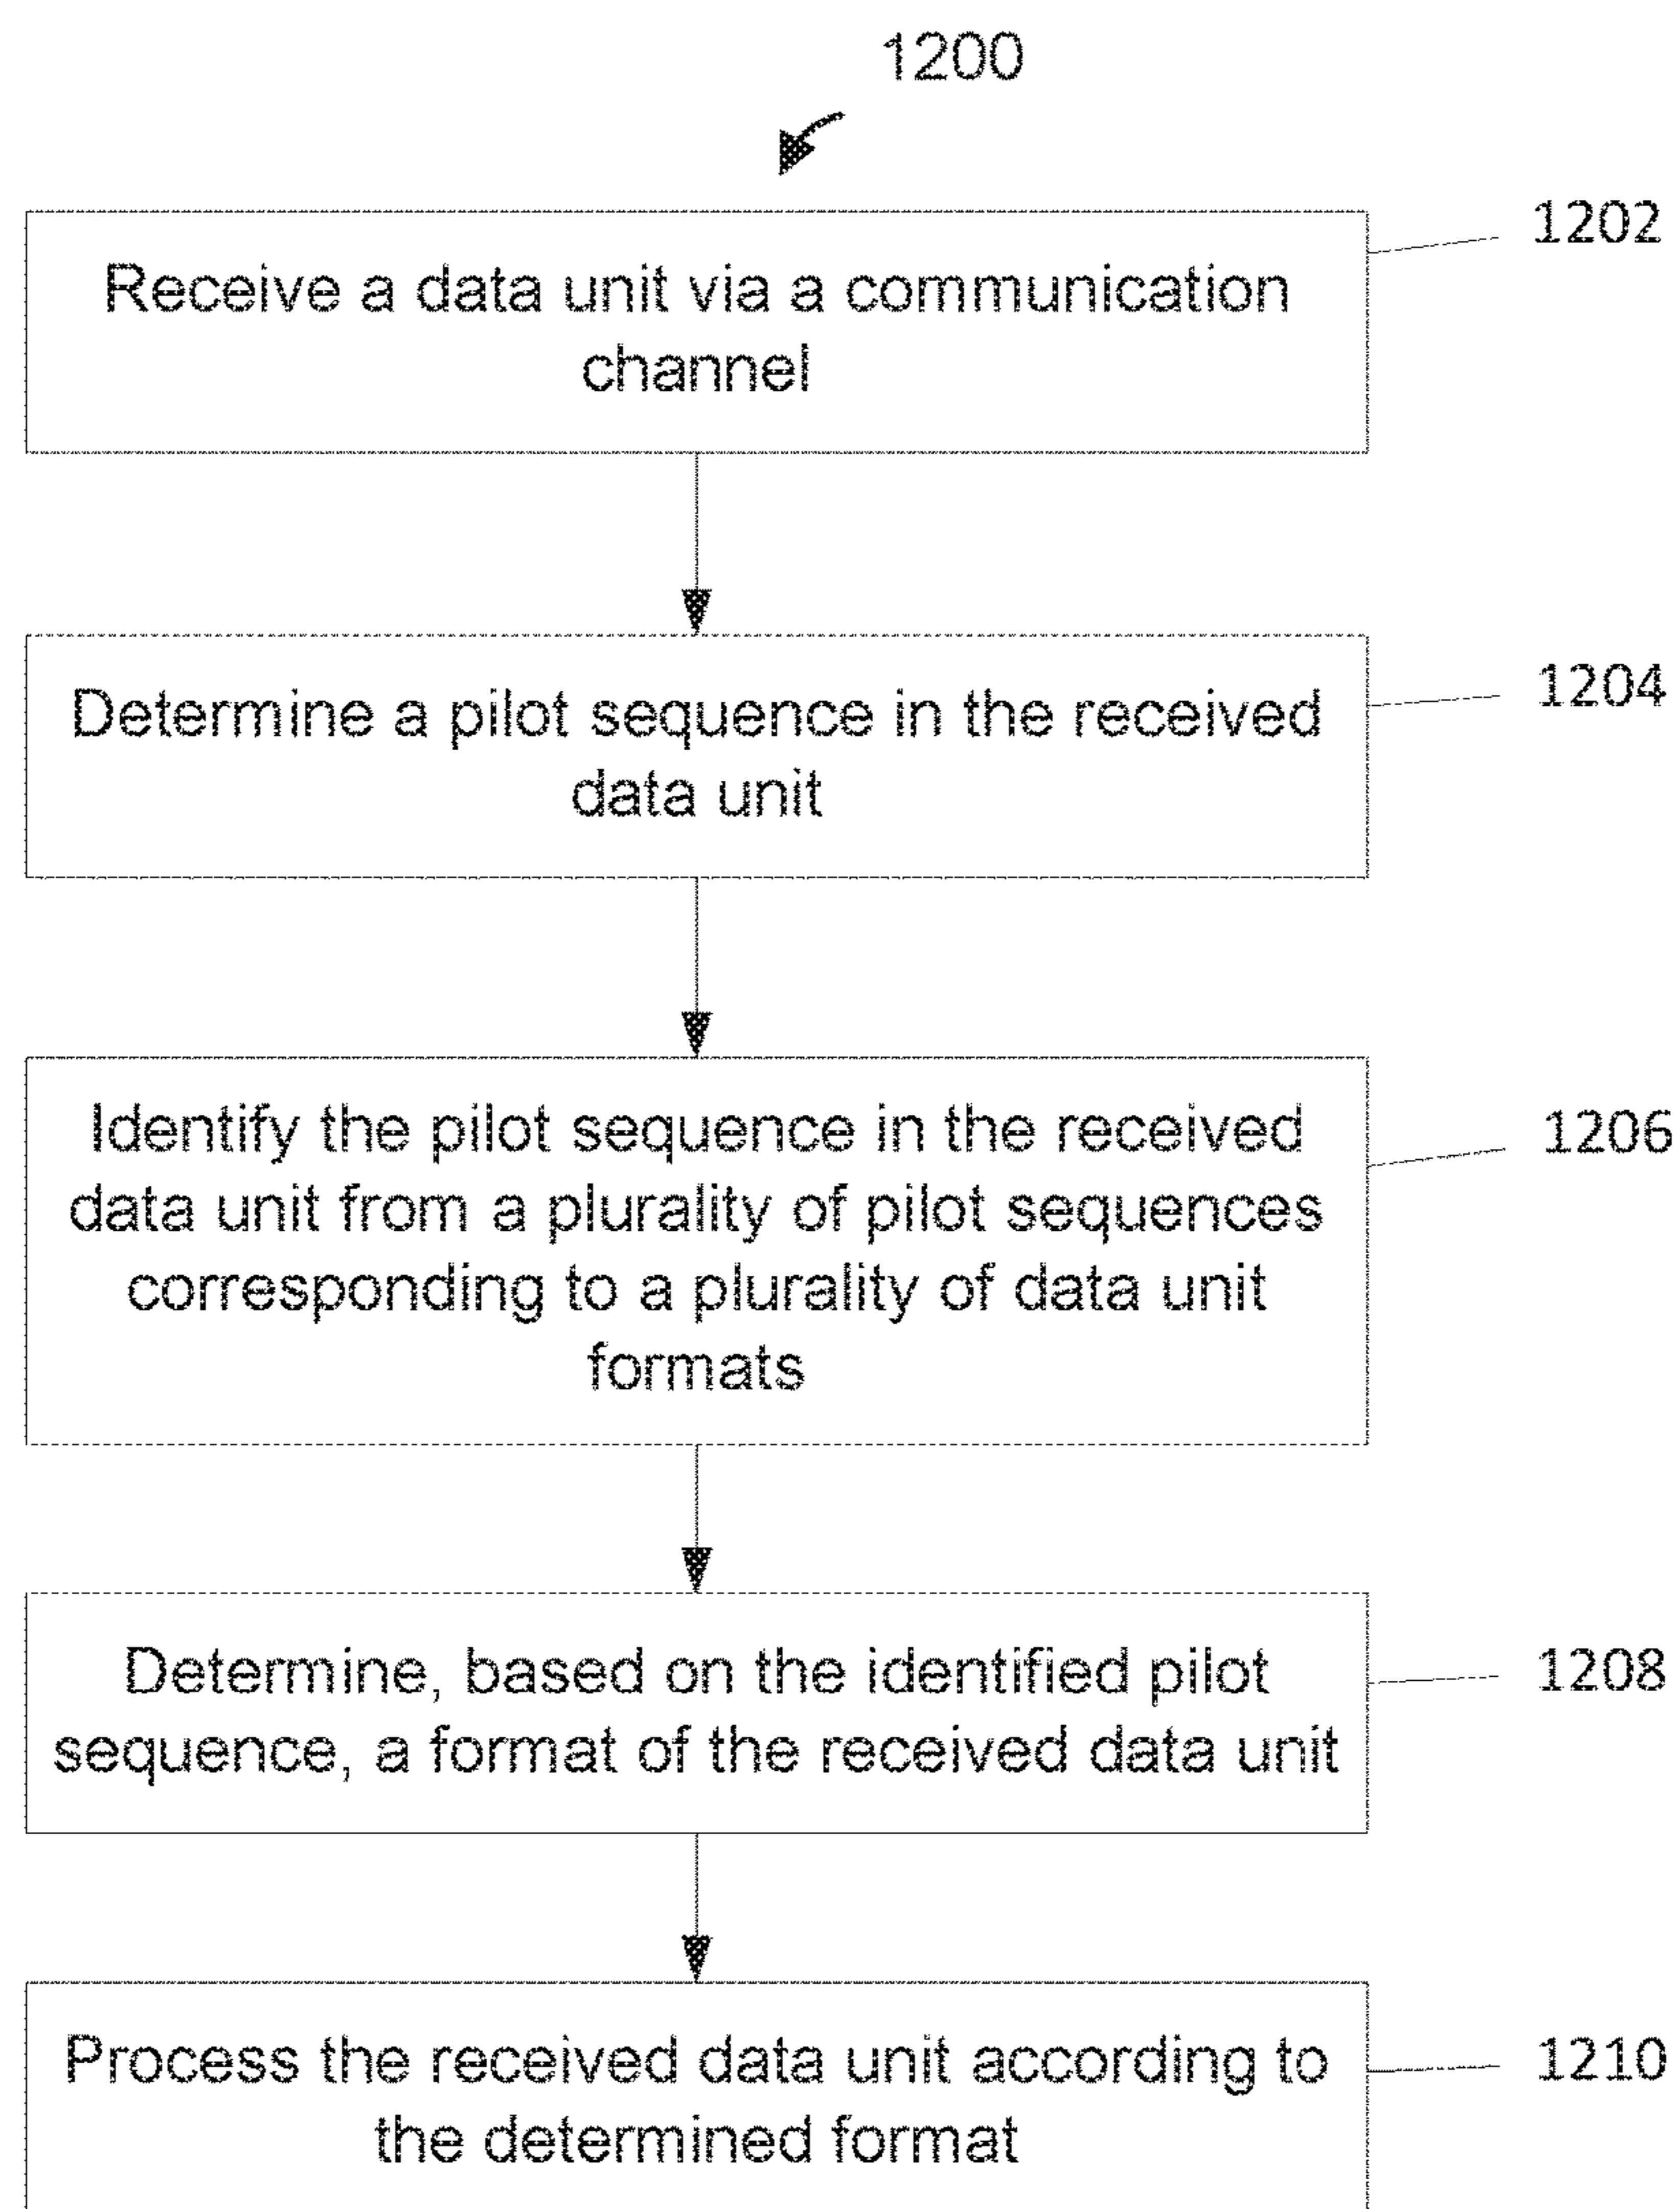 1200
1202
Receive a data unit via a communication
channel
1204
Determine a pilot sequence in the received
data unit
1206
Identify the pilot sequence in the received
data unit from a plurality of pilot sequences
corresponding to a plurality of data unit
formats
1208
Determine, based on the identified pilot
sequence, a format of the received data unit
1210
Process the received data unit according to
the determined format